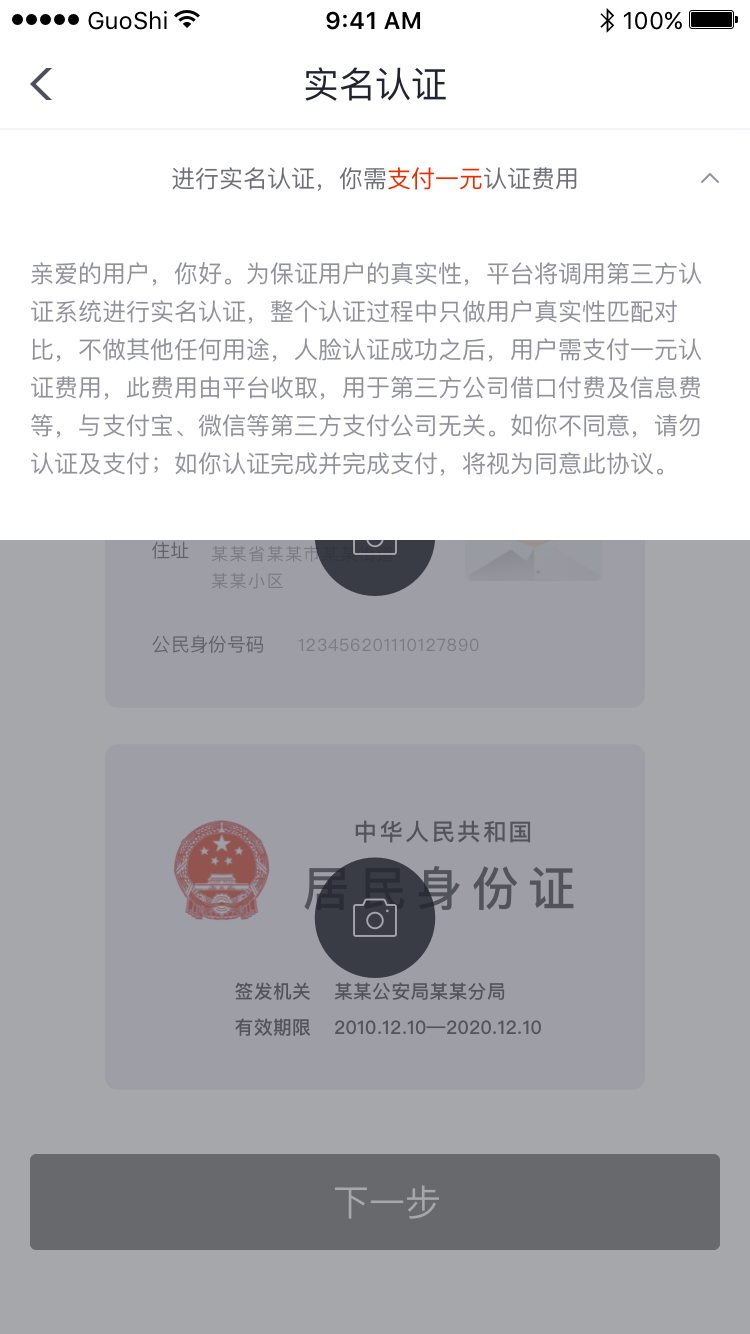 GuoShi 9:41 AM 100%
实名认证
进行实名认证，你需支付一元认证费用
亲爱的用户，你好。为保证用户的真实性，平台将调用第三方认
证系统进行实名认证，整个认证过程中只做用户真实性匹配对
比，不做其他任何用途，人脸认证成功之后，用户需支付一元认
证费用，此费用由平台收取，用于第三方公司借口付费及信息费
等，与支付宝、微信等第三方支付公司无关。如你不同意，请勿
认证及支付；如你认证完成并完成支付，将视为同意此协议。
住址 某某省某某市某某
某某小区
公民身份号码 123456201110127890
中华人民共和国
居民身份证
签发机关 某某公安局某某分局
有效期限 2010.12.10—2020.12.10
下一步